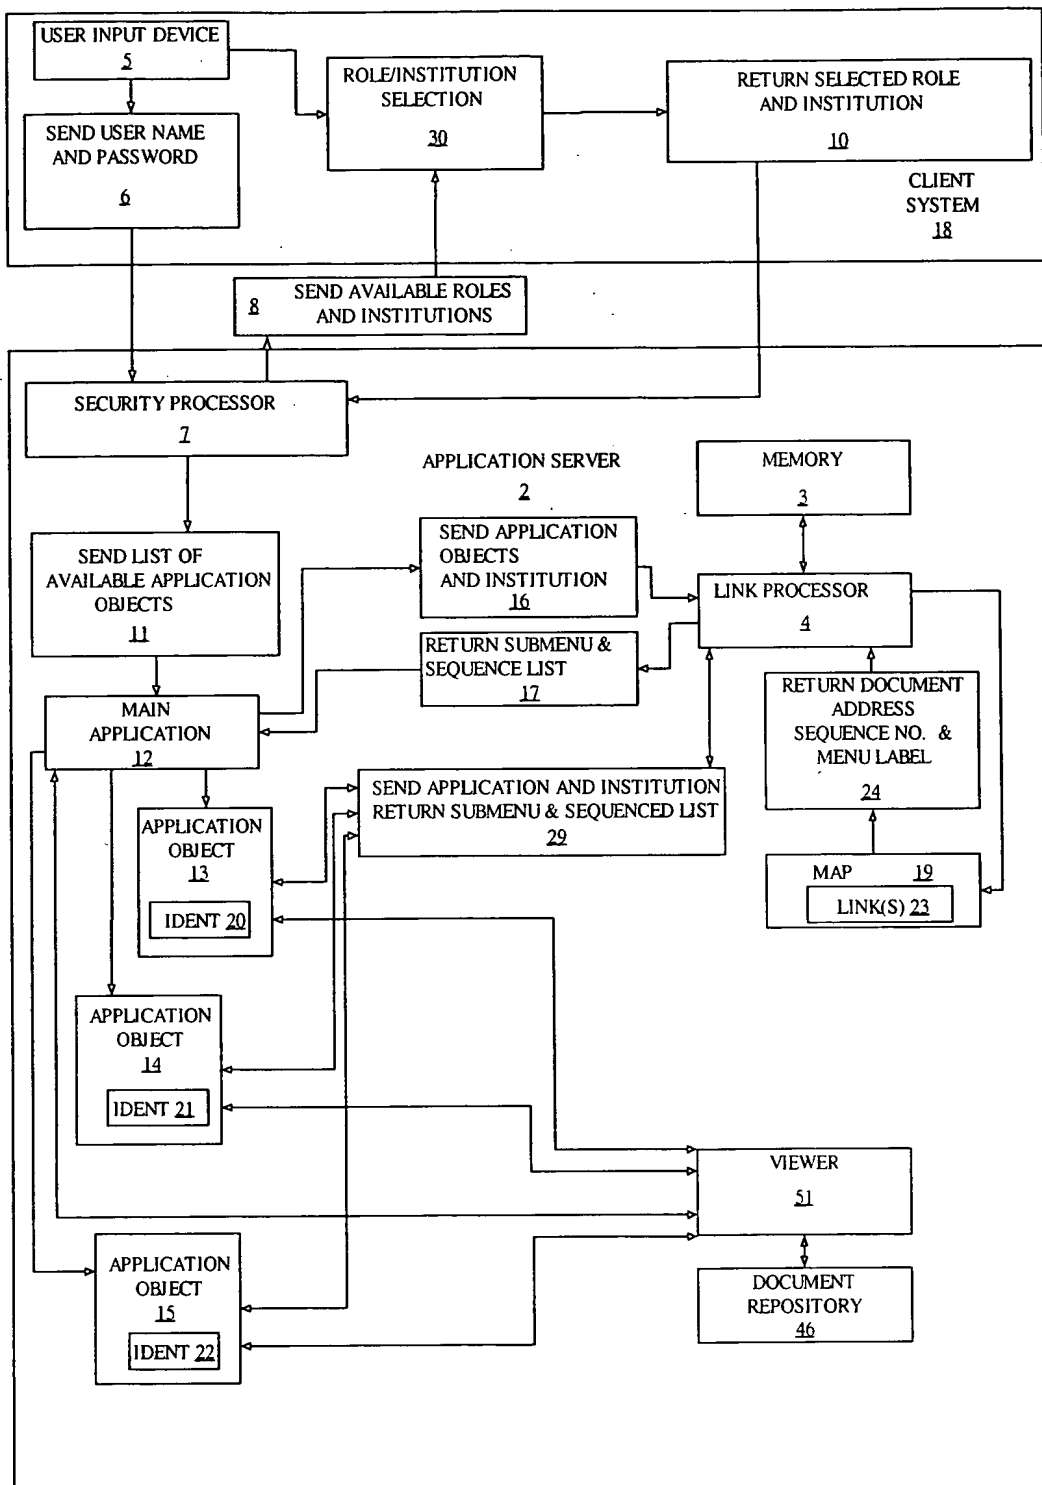 USER INPUT DEVICE
5
SEND USER NAME
AND PASSWORD
6
ROLE/INSTITUTION
SELECTION
30
RETURN SELECTED ROLE
AND INSTITUTION
10
CLIENT
SYSTEM
18
8 SEND AVAILABLE ROLES
AND INSTITUTIONS
SECURITY PROCESSOR
7
APPLICATION SERVER
2
MEMORY
3
SEND LIST OF
AVAILABLE APPLICATION
OBJECTS
11
SEND APPLICATION
OBJECTS
AND INSTITUTION
16
LINK PROCESSOR
4
RETURN SUBMENU &
SEQUENCE LIST
17
MAIN
APPLICATION
12
RETURN DOCUMENT
ADDRESS
SEQUENCE NO. &
MENU LABEL
24
SEND APPLICATION AND INSTITUTION
RETURN SUBMENU & SEQUENCED LIST
29
APPLICATION
OBJECT
13
IDENT 20
MAP 19
LINK(S) 23
APPLICATION
OBJECT
14
IDENT 21
VIEWER
51
APPLICATION
OBJECT
15
IDENT 22
DOCUMENT
REPOSITORY
46